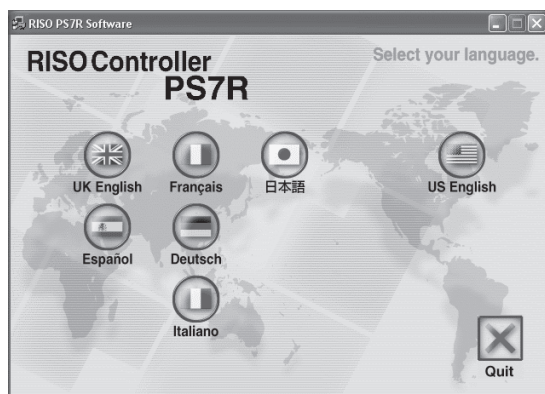 RISO PS7R Software
Select your language.
RISO Controller
PS7R
UK English
Français
日本語
US English
Español
Deutsch
Italiano
Quit